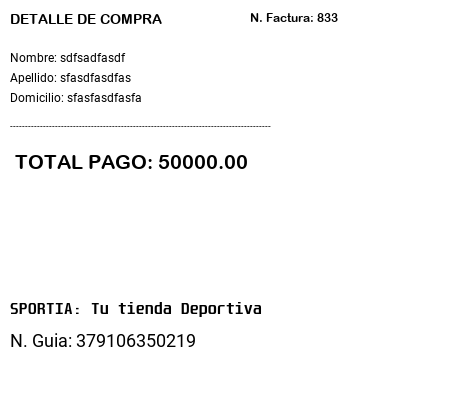 DETALLE DE COMPRA N. Factura: 833
Nombre: sdfsadfasdf
Apellido: sfasdfasdfas
Domicilio: sfasfasdfasfa
TOTAL PAGO: 50000.00
SPORTIA: Tu tienda Deportiva
N. Guia: 379106350219